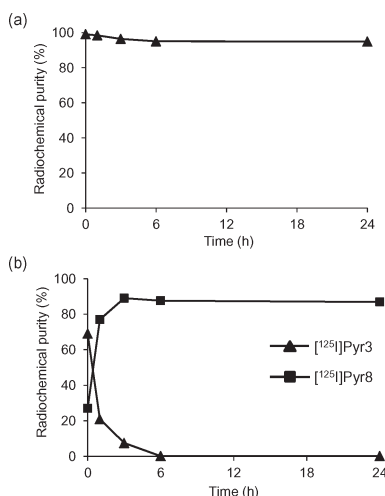 (a)
Radiochemical purity (%)
100
80
60
40
20
0
0 6 12 18 24
Time (h)
(b)
Radiochemical purity (%)
100
80
60
40
20
0
[¹²⁵I]Pyr3
[¹²⁵I]Pyr8
0 6 12 18 24
Time (h)